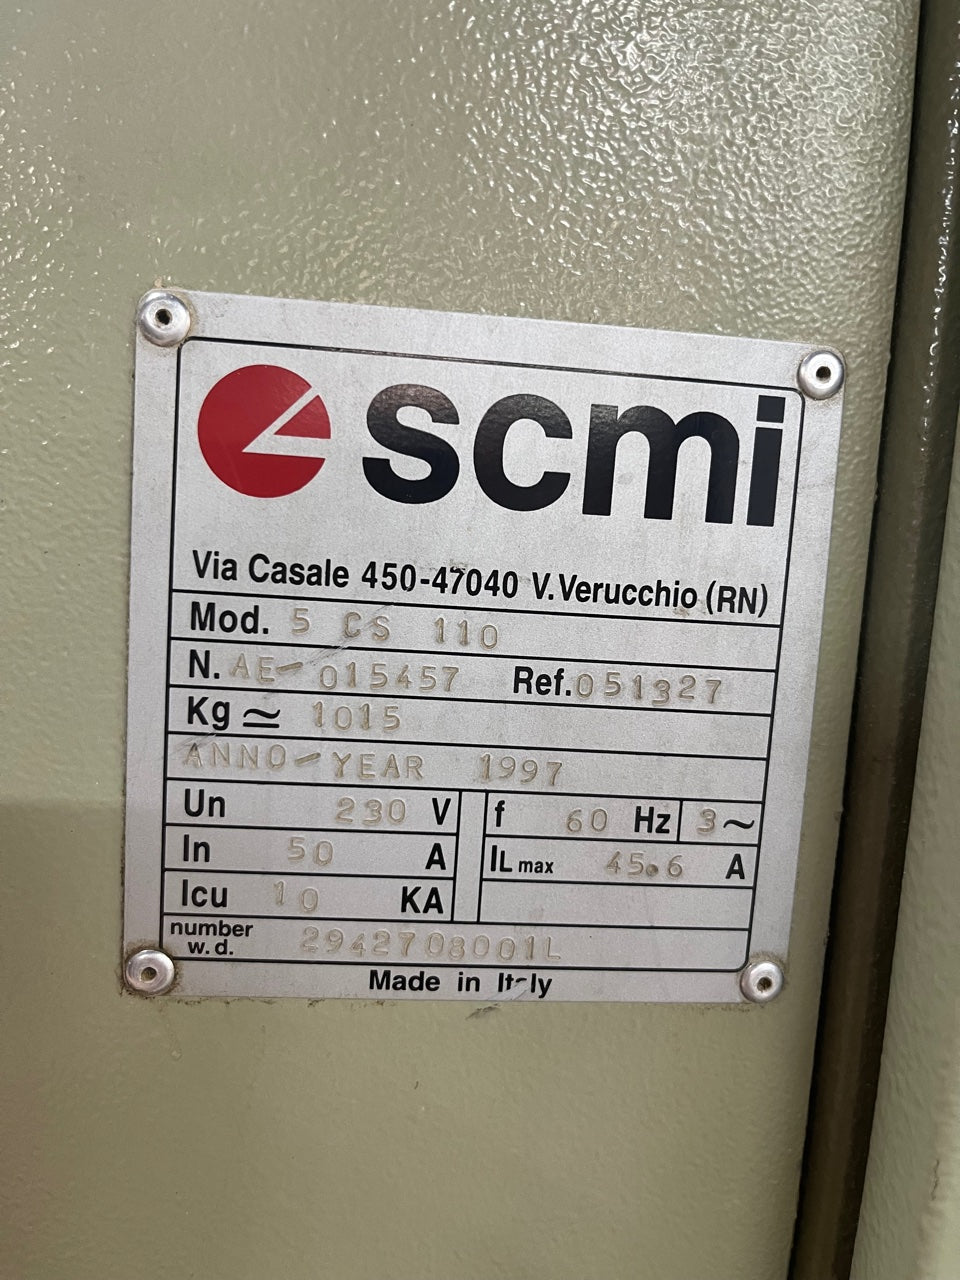 scmi
Via Casale 450-47040 V.Verucchio (RN)
Mod. 5 CS 110
N. AE-015457 Ref.051327
Kg ≃ 1015
ANNO-YEAR 1997
Un 230 V f 60 Hz 3~
In 50 A IL max 45.6 A
Icu 10 KA
number w.d. 2942708001L
Made in Italy